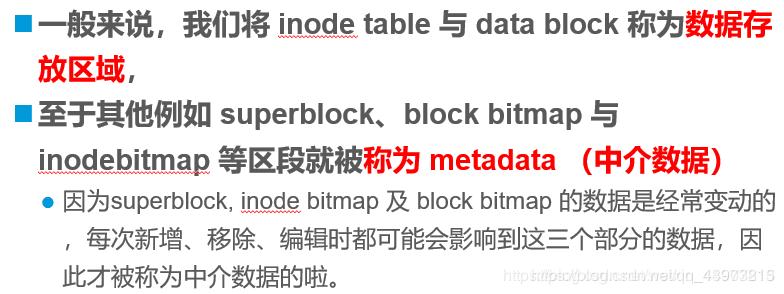 一般来说，我们将 inode table 与 data block 称为数据存
放区域，
至于其他例如 superblock、block bitmap 与
inodebitmap 等区段就被称为 metadata （中介数据）
因为superblock, inode bitmap 及 block bitmap 的数据是经常变动的
，每次新增、移除、编辑时都可能会影响到这三个部分的数据，因
此才被称为中介数据的啦。